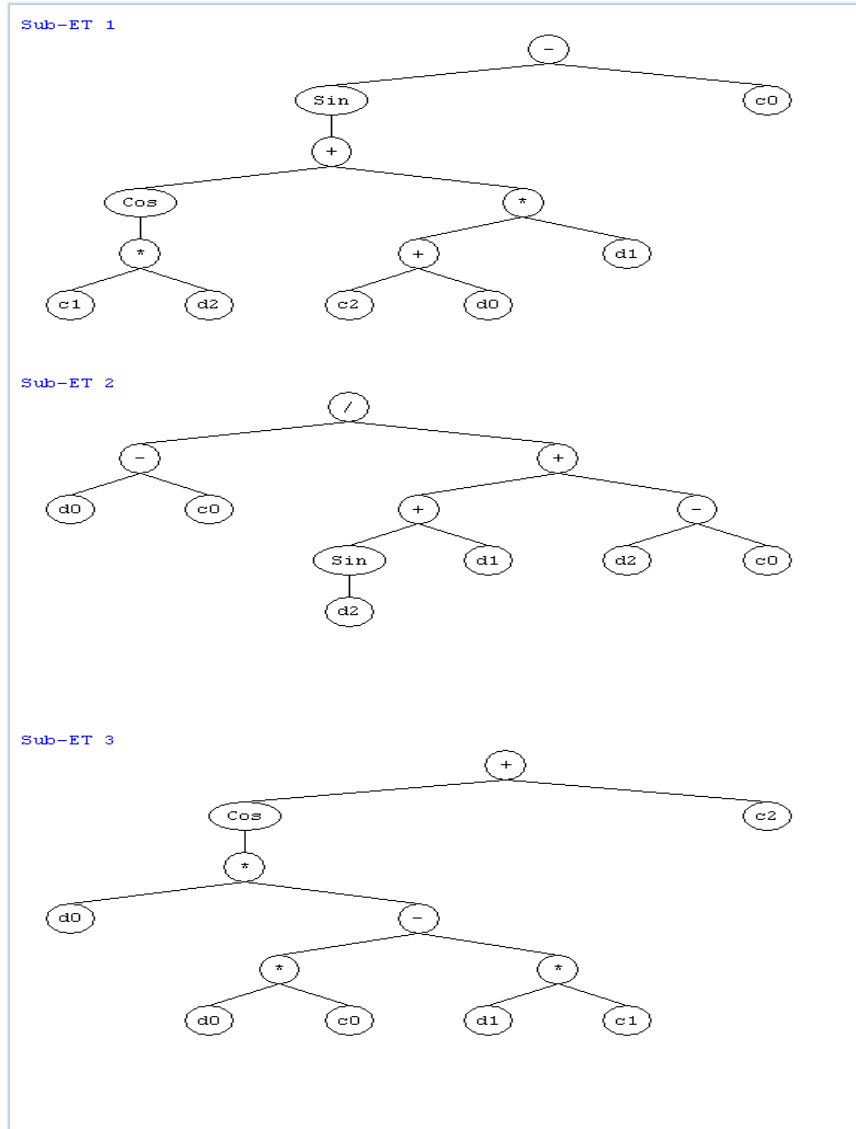 Sub-ET 1
-
Sin c0
+
Cos *
* + d1
c1 d2 c2 d0
Sub-ET 2
/
- +
d0 c0 + -
Sin d1 d2 c0
d2
Sub-ET 3
+
Cos c2
*
d0 -
* *
d0 c0 d1 c1